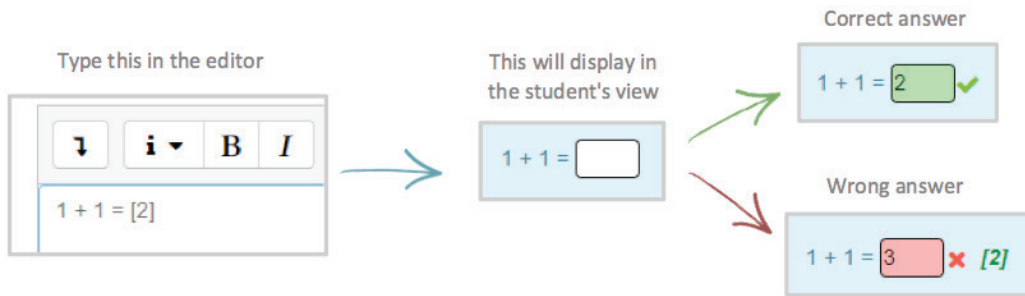 Type this in the editor
i B I
1 + 1 = [2]
This will display in
the student's view
1 + 1 =
Correct answer
1 + 1 = 2
Wrong answer
1 + 1 = 3 [2]